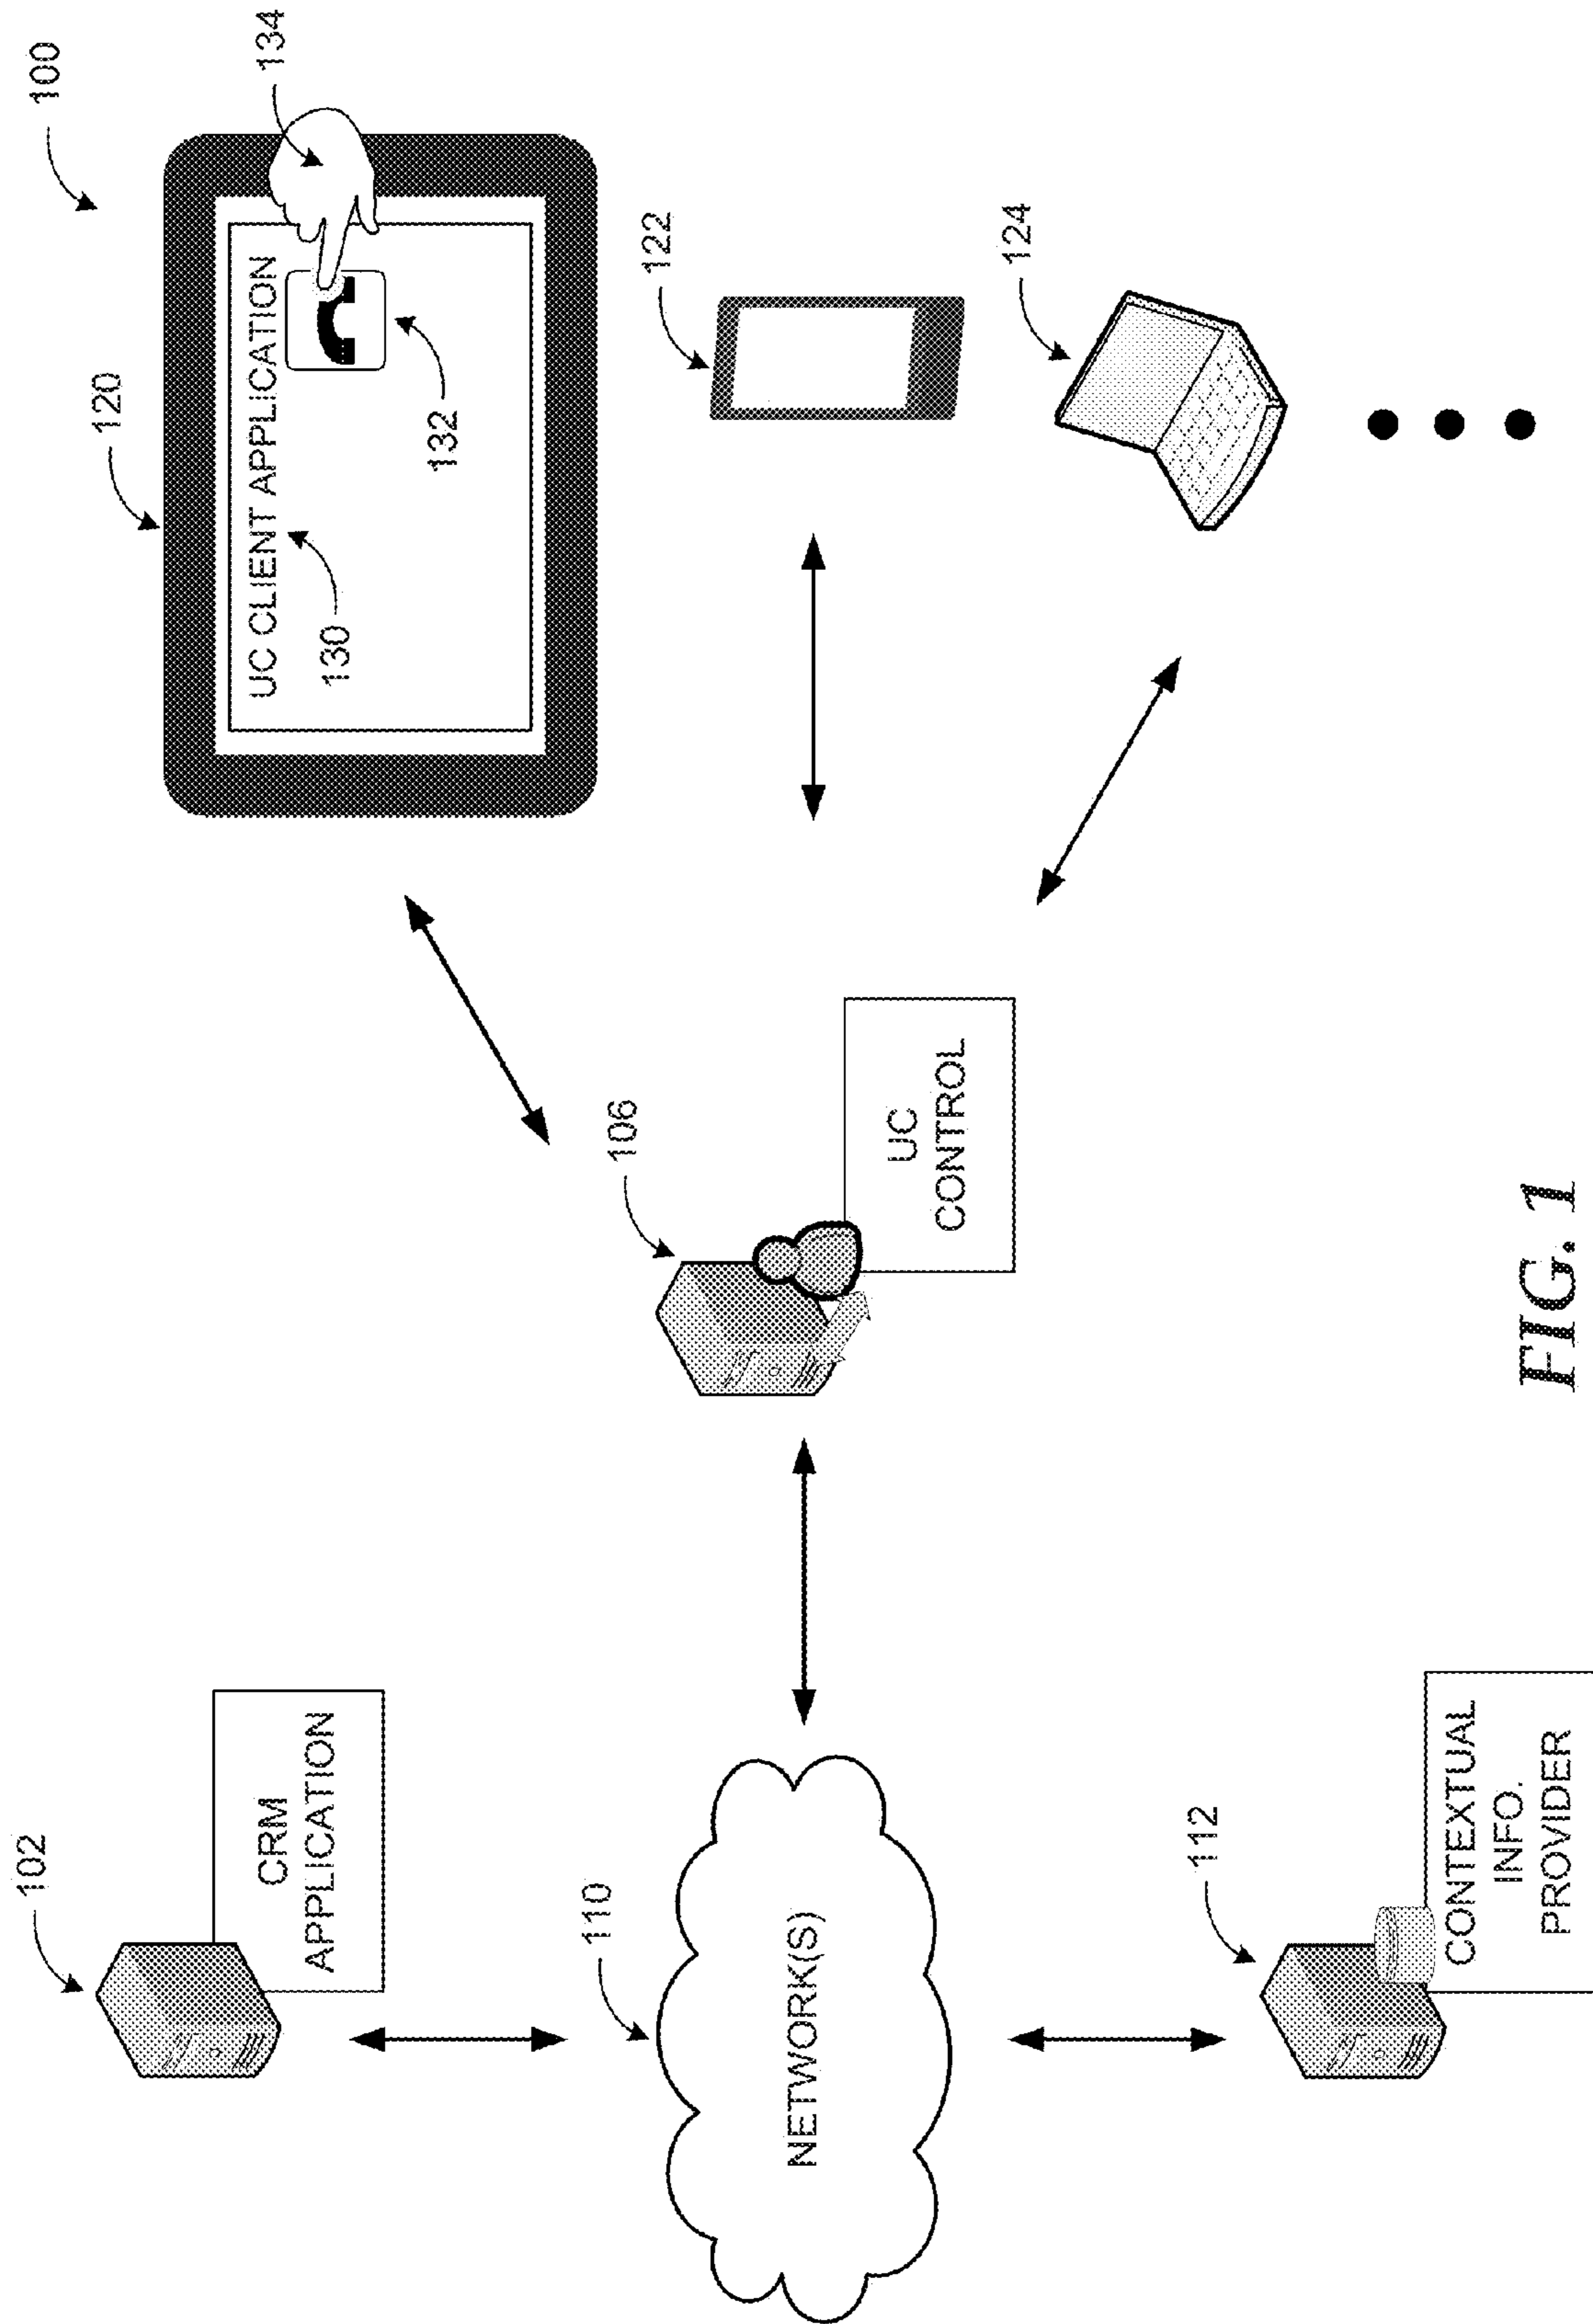 100
102
CRM
APPLICATION
120
UC CLIENT APPLICATION
134
130
132
110
NETWORK(S)
106
UC
CONTROL
122
112
CONTEXTUAL
INFO.
PROVIDER
124
FIG. 1